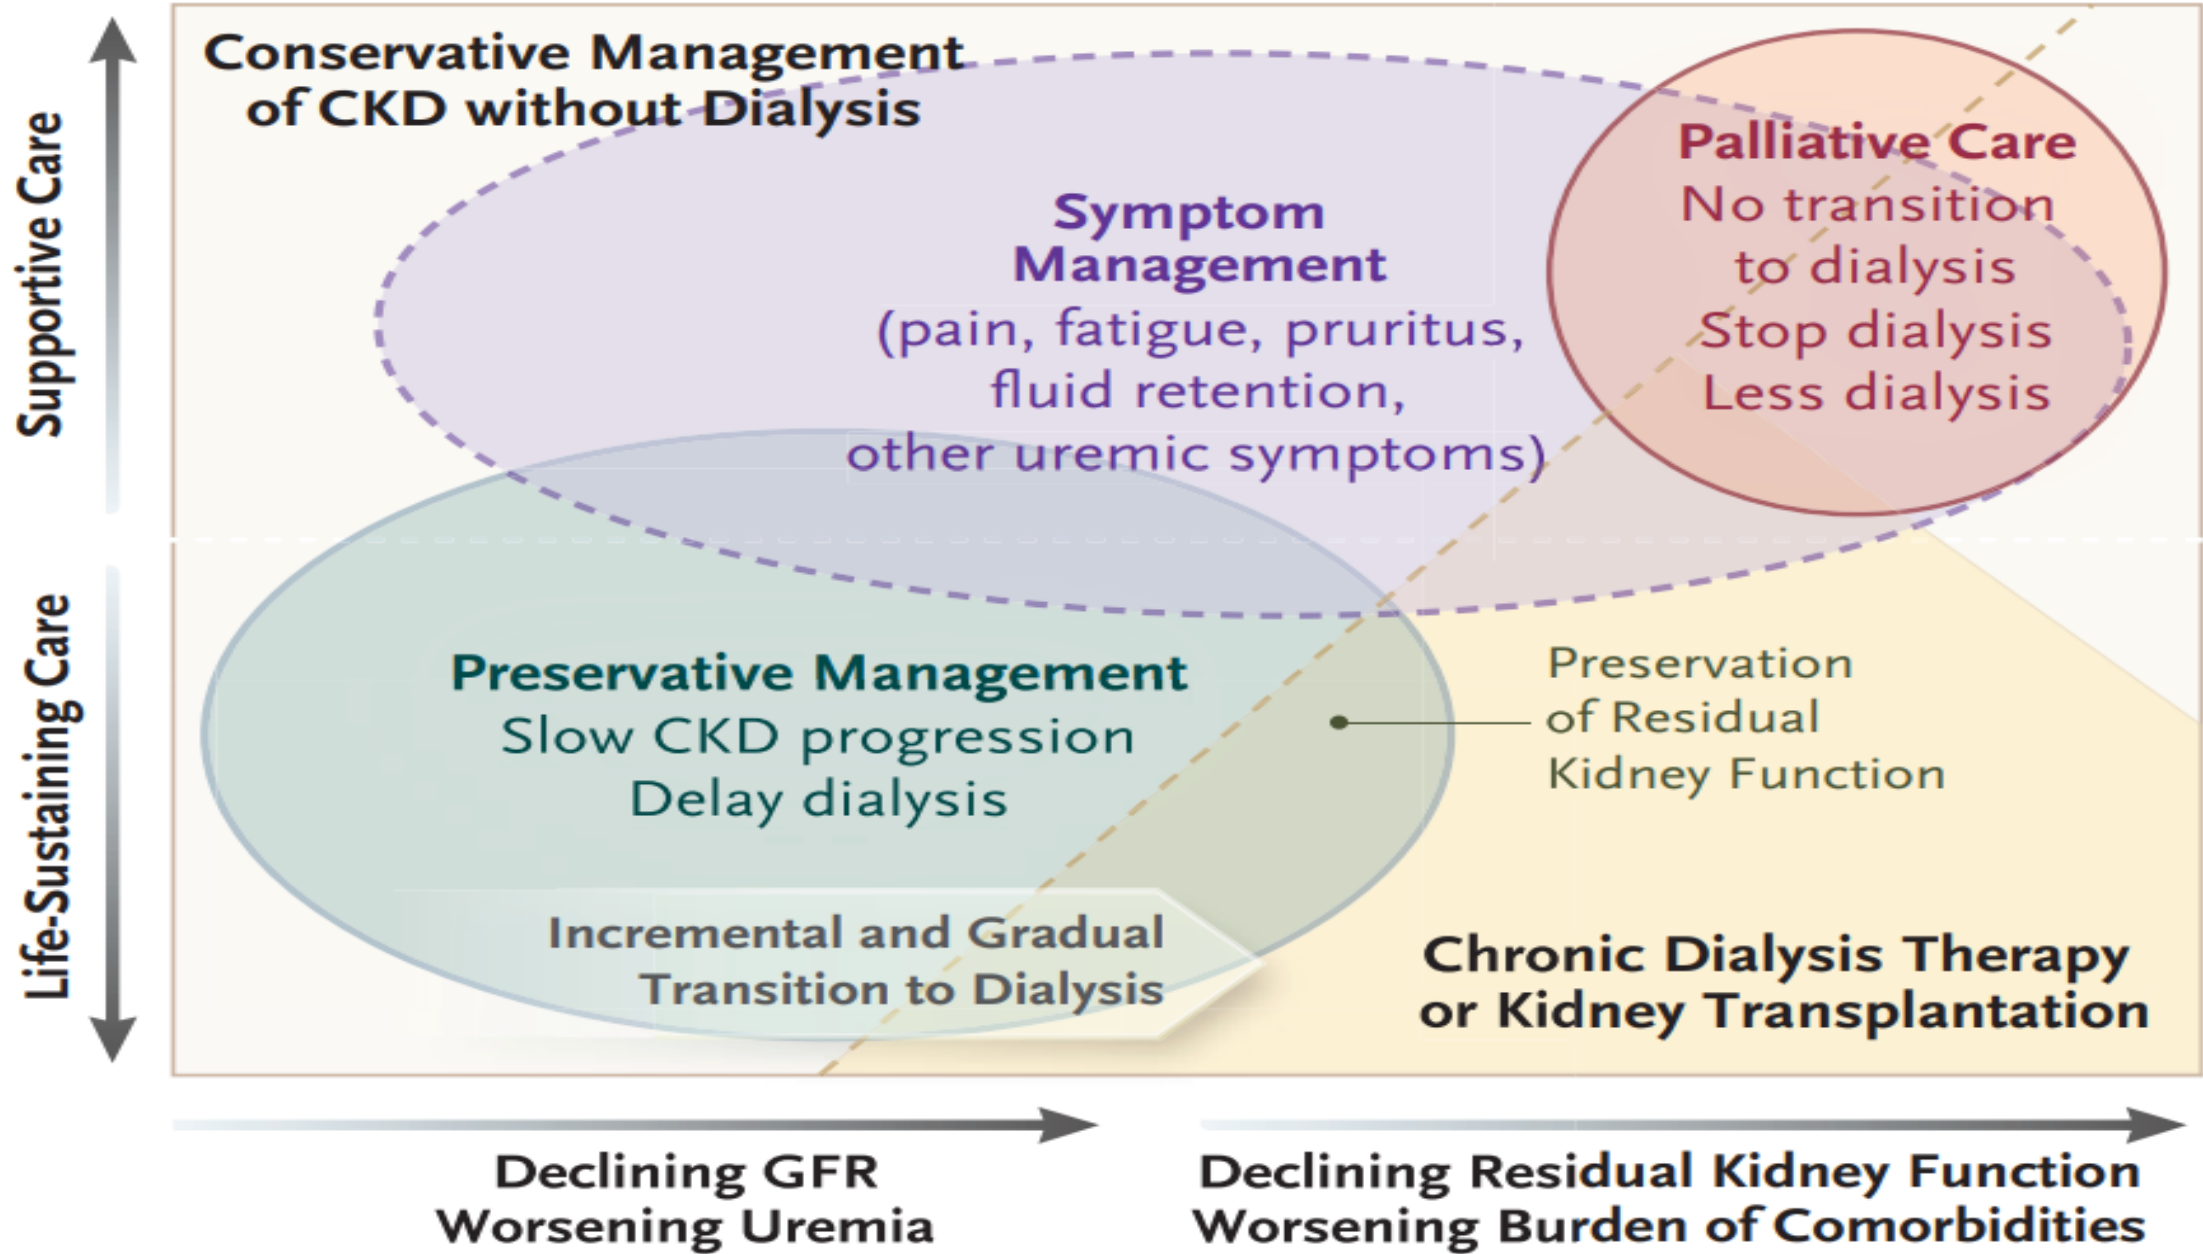 Conservative Management
of CKD without Dialysis
Supportive Care
Symptom
Management
(pain, fatigue, pruritus,
fluid retention,
other uremic symptoms)
Palliative Care
No transition
to dialysis
Stop dialysis
Less dialysis
Life-Sustaining Care
Preservative Management
Slow CKD progression
Delay dialysis
Preservation
of Residual
Kidney Function
Incremental and Gradual
Transition to Dialysis
Chronic Dialysis Therapy
or Kidney Transplantation
Declining GFR
Worsening Uremia
Declining Residual Kidney Function
Worsening Burden of Comorbidities